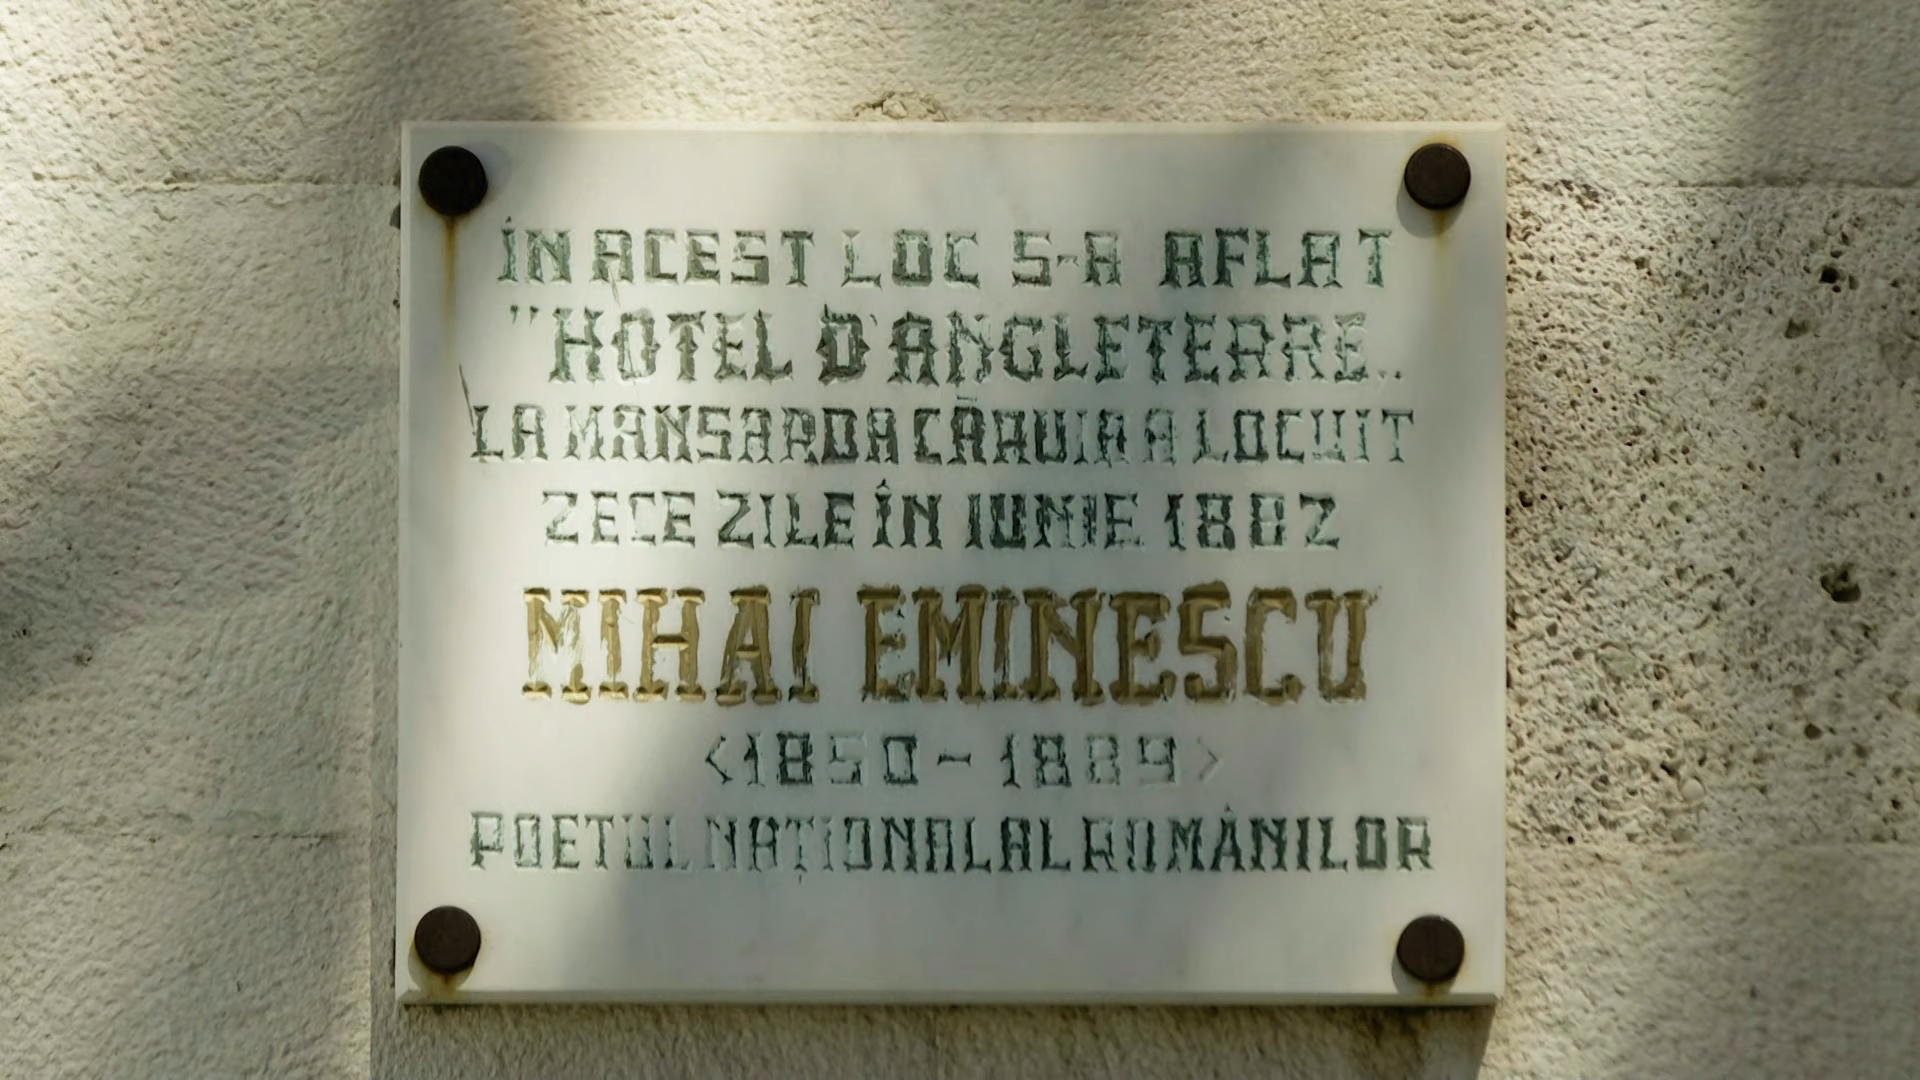 ÎN ACEST LOC S-A AFLAT
"HOTEL D'ANGLETERRE„
LA MANSARDA CĂRUIA A LOCUIT
ZECE ZILE ÎN IUNIE 1882
MIHAI EMINESCU
<1850-1889>
POETUL NAȚIONAL AL ROMÂNILOR